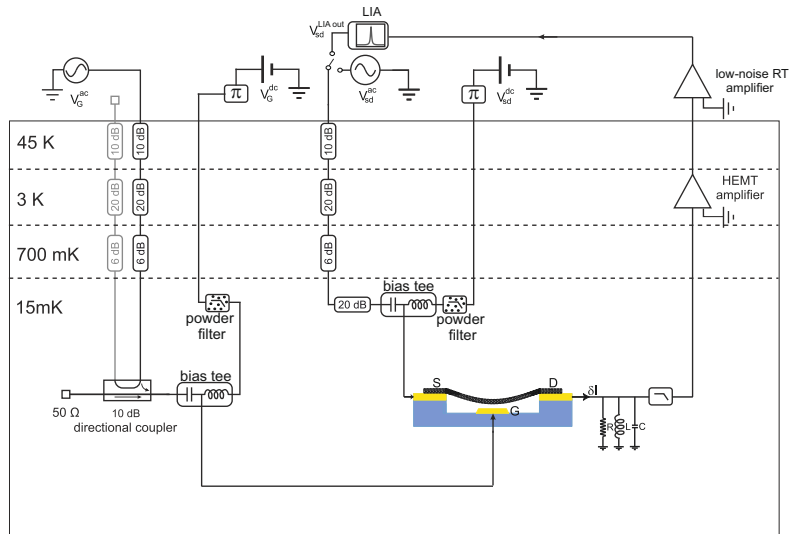 LIA
V_sd^LIA out
V_G^ac
π
V_G^dc
V_sd^ac
π
V_sd^dc
low-noise RT
amplifier
45 K
10 dB
10 dB
10 dB
3 K
20 dB
20 dB
20 dB
HEMT
amplifier
700 mK
6 dB
6 dB
6 dB
15mK
bias tee
20 dB
powder
filter
powder
filter
bias tee
S
D
δI
G
R
L
C
50 Ω
10 dB
directional coupler